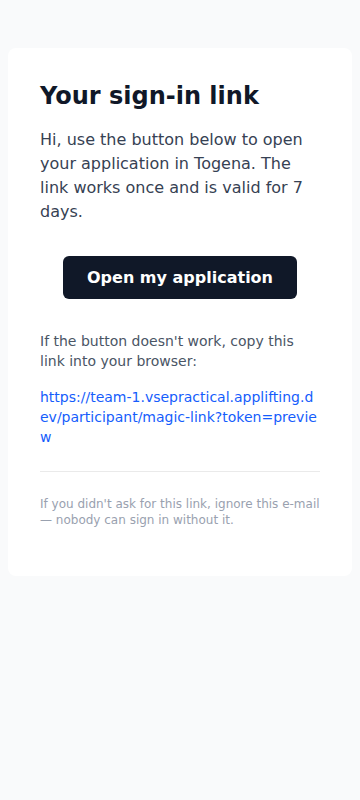 Your sign-in link
Hi, use the button below to open
your application in Togena. The
link works once and is valid for 7
days.
Open my application
If the button doesn't work, copy this
link into your browser:
https://team-1.vsepractical.applifting.d
ev/participant/magic-link?token=previe
w
If you didn't ask for this link, ignore this e-mail
— nobody can sign in without it.